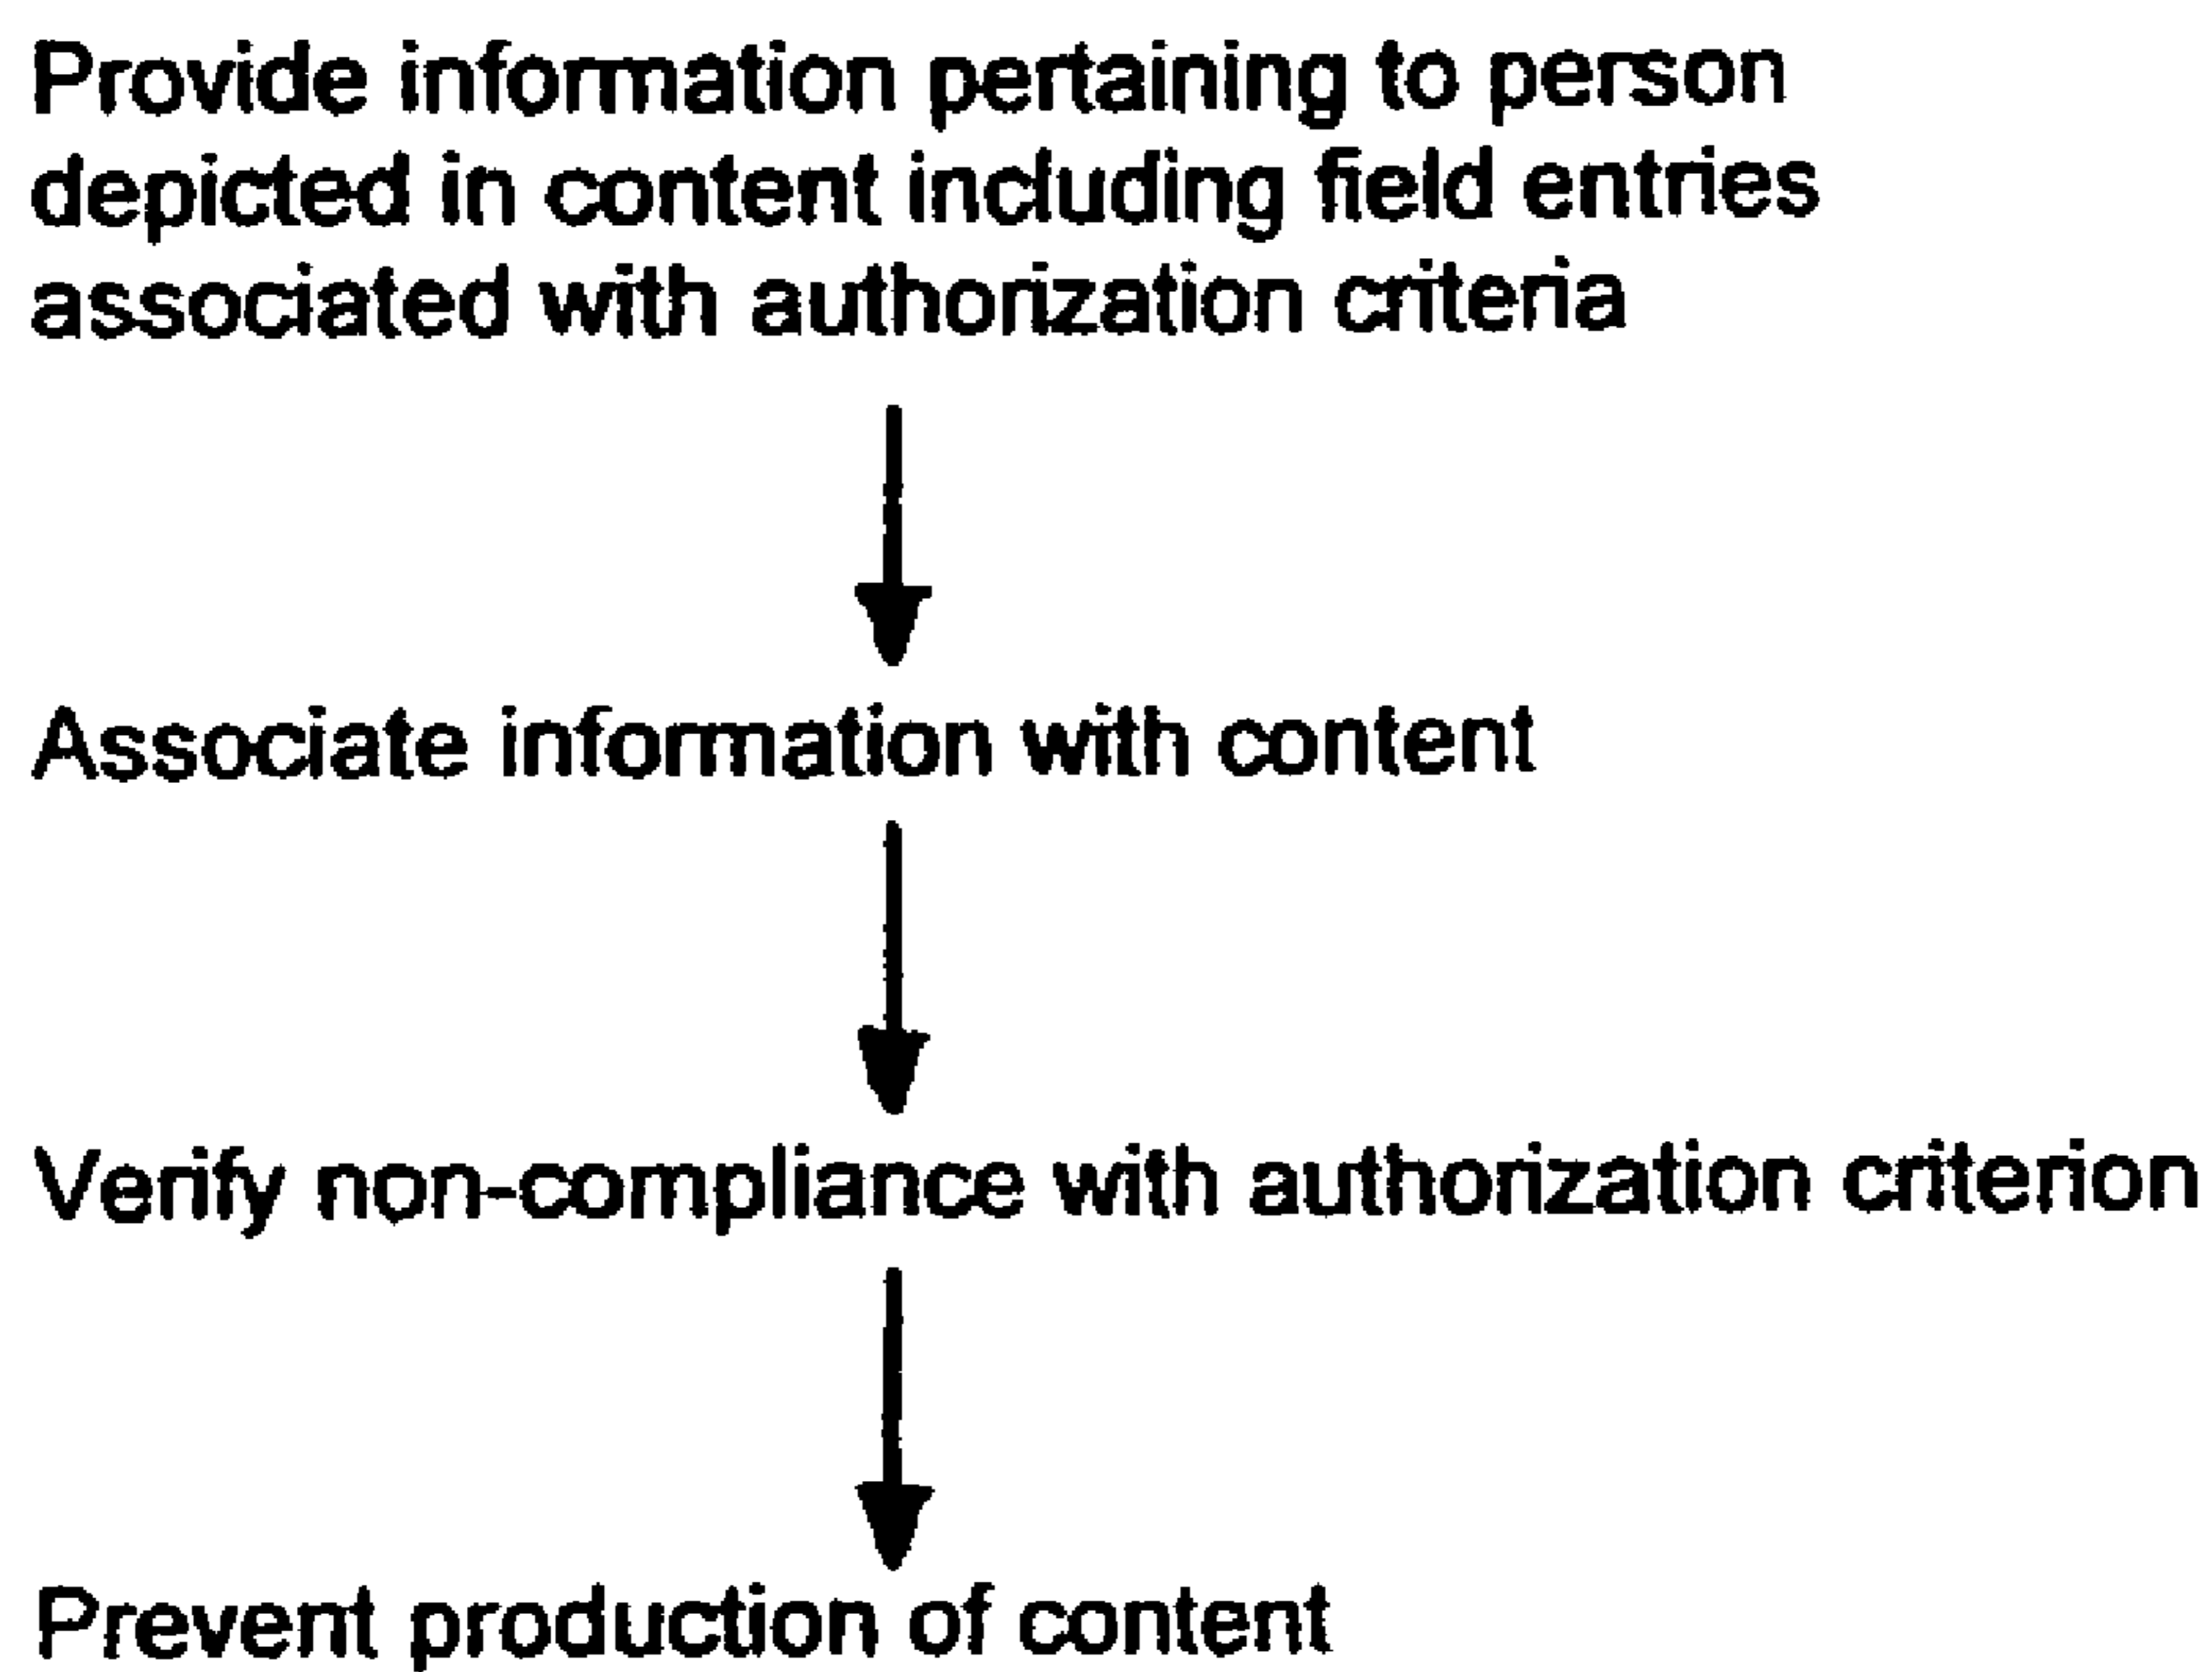 Provide information pertaining to person
depicted in content including field entries
associated with authorization criteria
Associate information with content
Verify non-compliance with authorization criterion
Prevent production of content